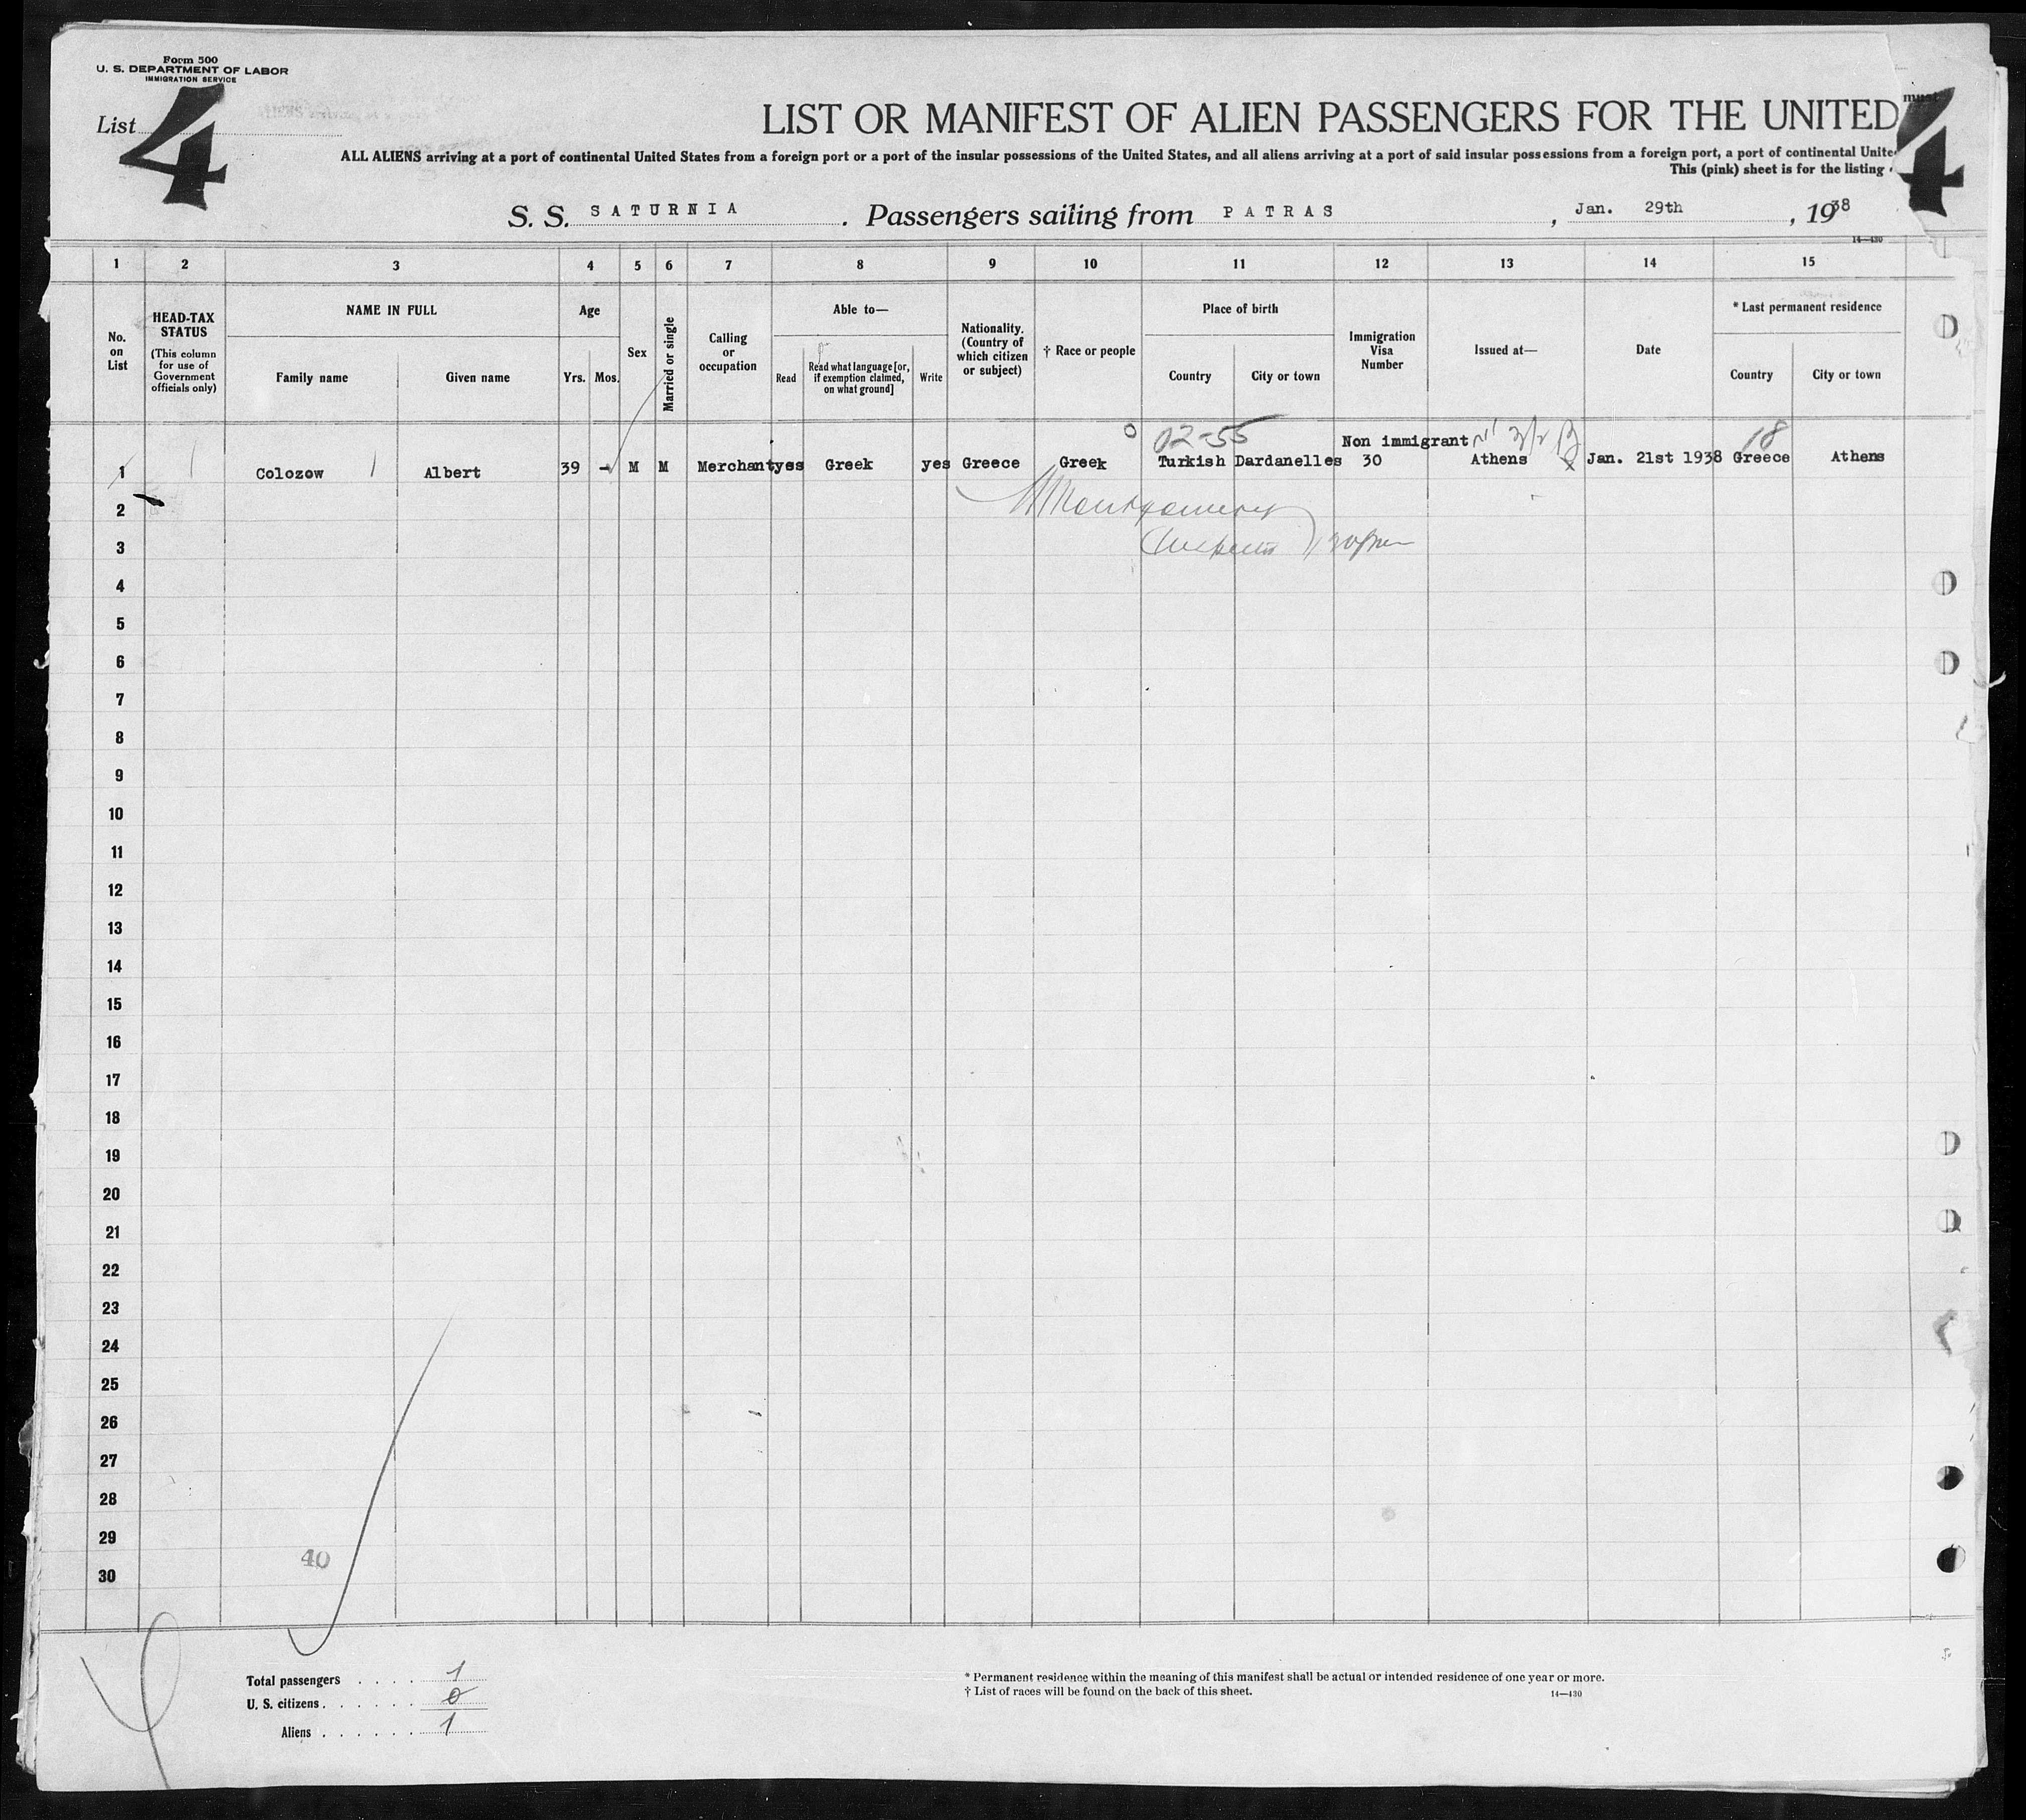 Form 500
U. S. DEPARTMENT OF LABOR
IMMIGRATION SERVICE
List 4
LIST OR MANIFEST OF ALIEN PASSENGERS FOR THE UNITED
must
4
ALL ALIENS arriving at a port of continental United States from a foreign port or a port of the insular possessions of the United States, and all aliens arriving at a port of said insular possessions from a foreign port, a port of continental Unite
This (pink) sheet is for the listing
S. S. SATURNIA . Passengers sailing from PATRAS , Jan. 29th , 1938
14—430
1 2 3 4 5 6 7 8 9 10 11 12 13 14 15
No. on List
HEAD-TAX STATUS
(This column for use of Government officials only)
NAME IN FULL
Family name
Given name
Age
Yrs.
Mos.
Sex
Married or single
Calling or occupation
Able to—
Read
Read what language [or, if exemption claimed, on what ground]
Write
Nationality. (Country of which citizen or subject)
† Race or people
Place of birth
Country
City or town
Immigration Visa Number
Issued at—
Date
* Last permanent residence
Country
City or town
02-55 Non immigrant 18
1 Colozow Albert 39 - M M Merchant yes Greek yes Greece Greek Turkish Dardanelles 30 Athens Jan. 21st 1938 Greece Athens
2 Montgomery
3
4
5
6
7
8
9
10
11
12
13
14
15
16
17
18
19
20
21
22
23
24
25
26
27
28
29
40
30
Total passengers . . . . 1
U. S. citizens . . . . . . 0
Aliens . . . . . . 1
* Permanent residence within the meaning of this manifest shall be actual or intended residence of one year or more.
† List of races will be found on the back of this sheet.
14—430